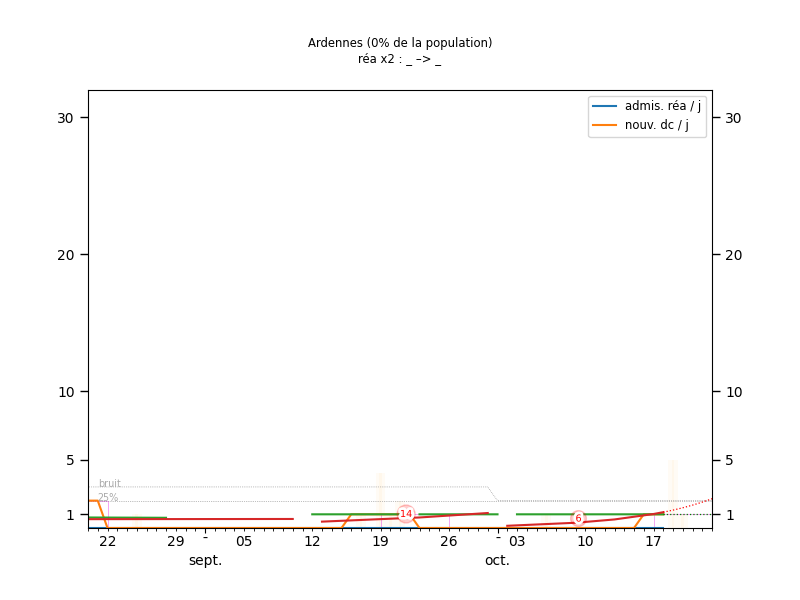 Ardennes (0% de la population)
réa x2 : _ –> _
admis. réa / j
nouv. dc / j
30 30
20 20
10 10
5 5
bruit
25%
1 14 6 1
22 29 - 05 12 19 26 - 03 10 17
sept. oct.